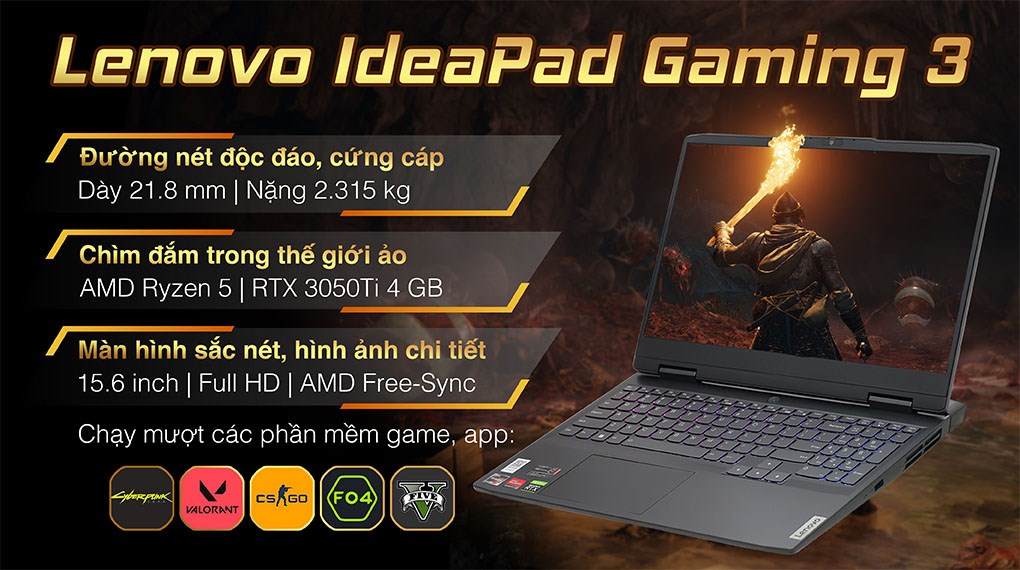 Lenovo IdeaPad Gaming 3
Đường nét độc đáo, cứng cáp
Dày 21.8 mm | Nặng 2.315 kg
Chìm đắm trong thế giới ảo
AMD Ryzen 5 | RTX 3050Ti 4 GB
Màn hình sắc nét, hình ảnh chi tiết
15.6 inch | Full HD | AMD Free-Sync
Chạy mượt các phần mềm game, app:
Cyberpunk
VALORANT
CS GO
FO4
V
FIVE
RTX
Lenovo